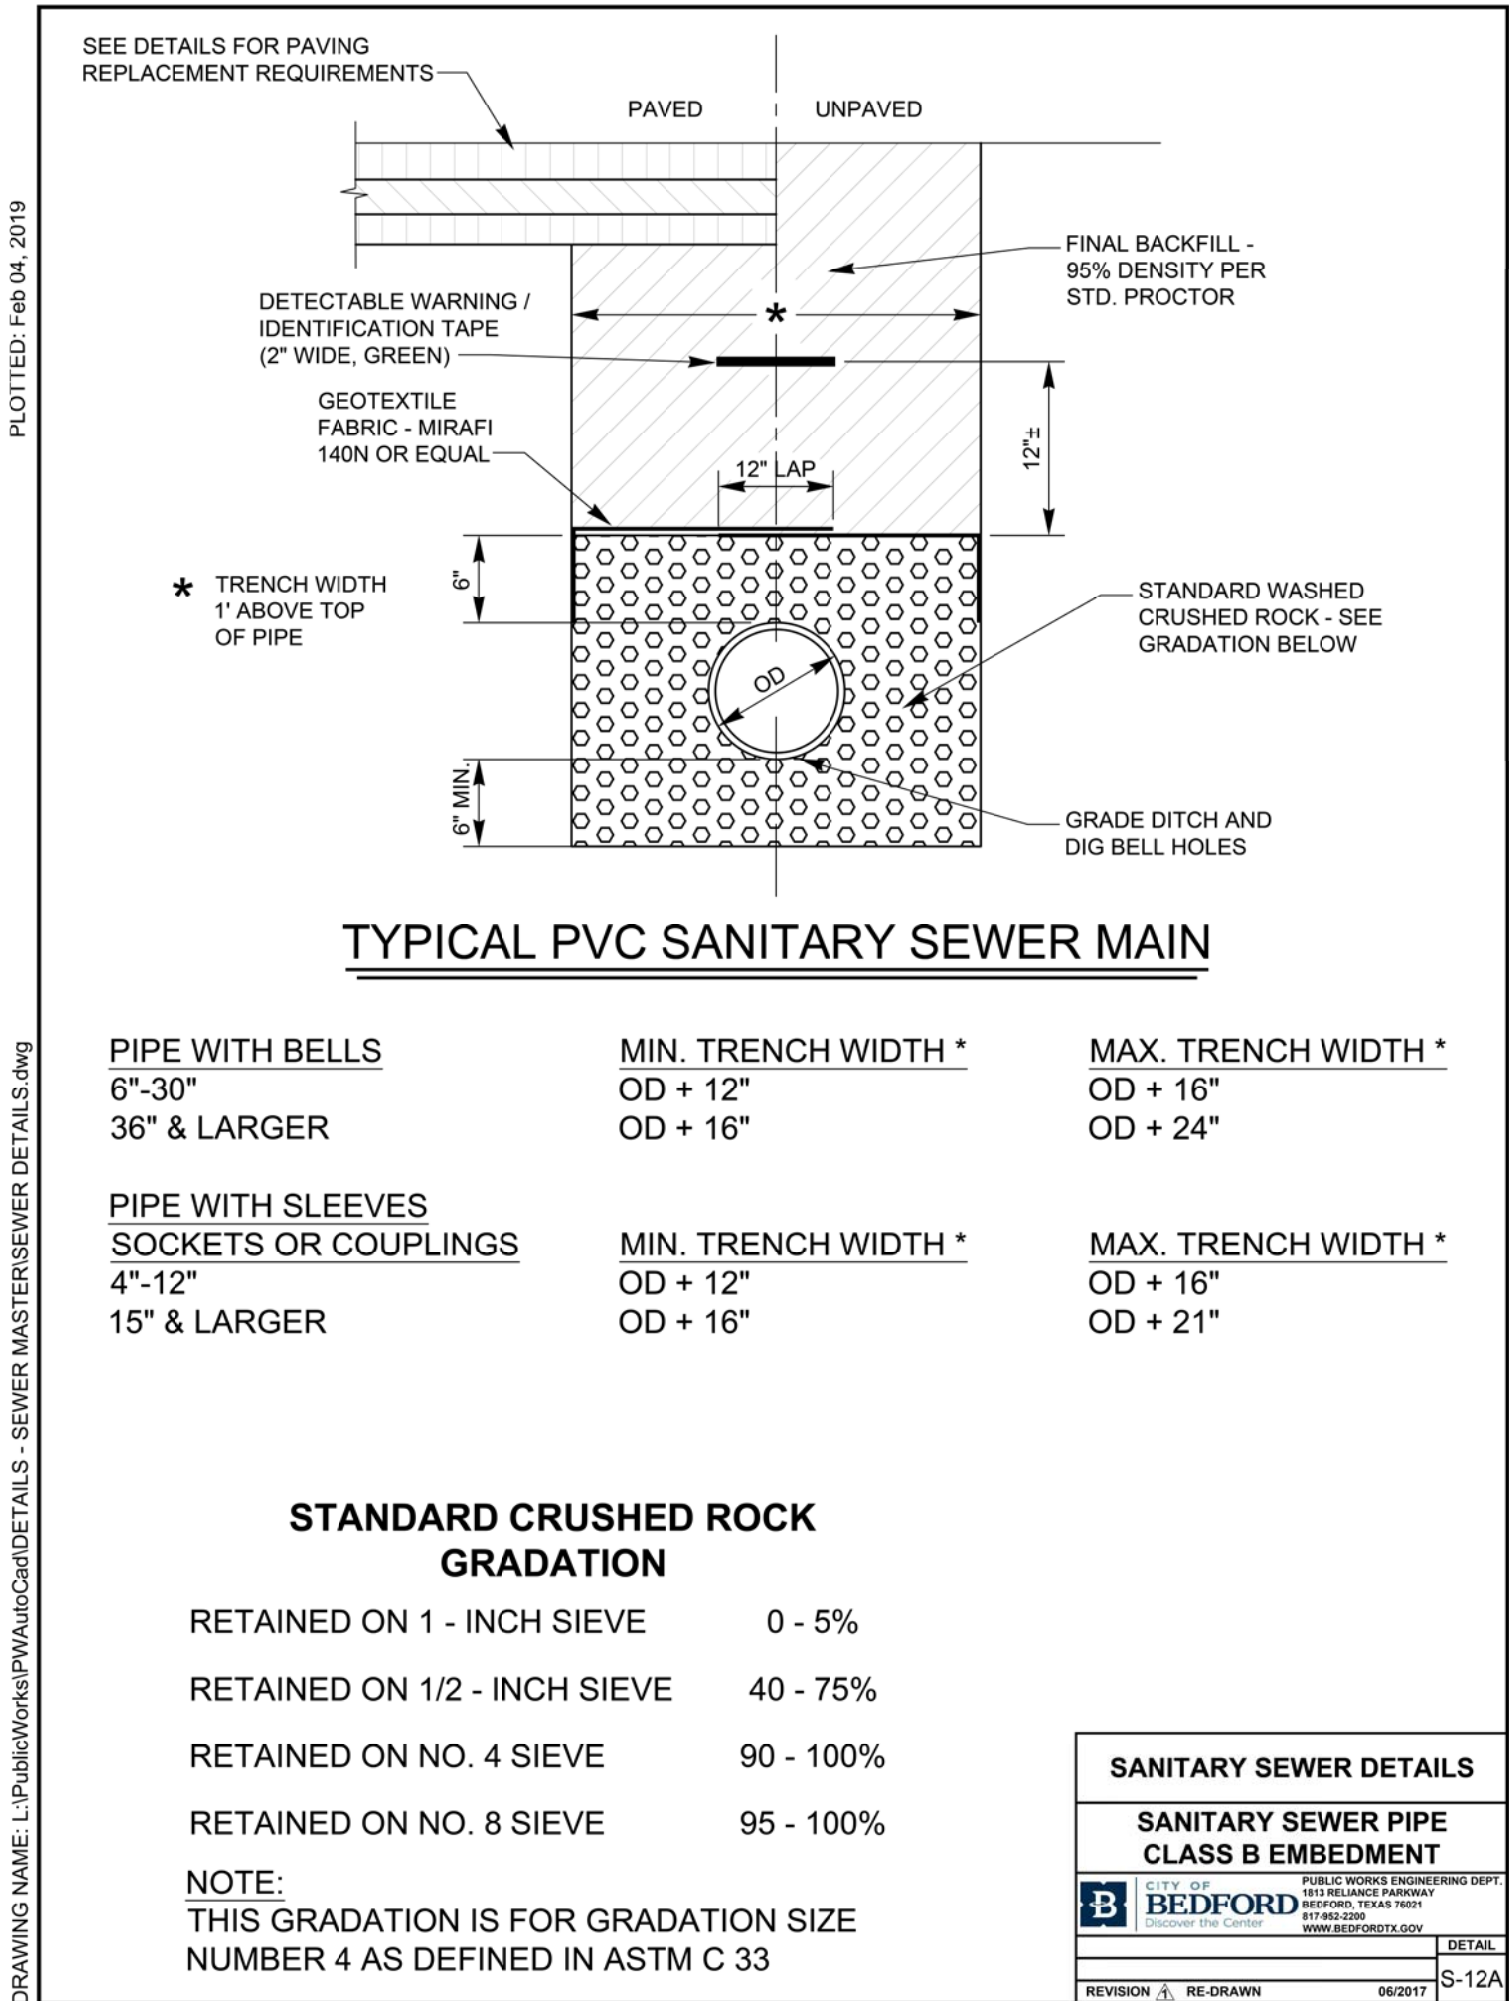 SEE DETAILS FOR PAVING
REPLACEMENT REQUIREMENTS
PAVED
UNPAVED
FINAL BACKFILL -
95% DENSITY PER
STD. PROCTOR
DETECTABLE WARNING /
IDENTIFICATION TAPE
(2" WIDE, GREEN)
*
GEOTEXTILE
FABRIC - MIRAFI
140N OR EQUAL
12" LAP
12"±
6"
* TRENCH WIDTH
1' ABOVE TOP
OF PIPE
STANDARD WASHED
CRUSHED ROCK - SEE
GRADATION BELOW
OD
6" MIN.
GRADE DITCH AND
DIG BELL HOLES
TYPICAL PVC SANITARY SEWER MAIN
PIPE WITH BELLS MIN. TRENCH WIDTH * MAX. TRENCH WIDTH *
6"-30" OD + 12" OD + 16"
36" & LARGER OD + 16" OD + 24"
PIPE WITH SLEEVES
SOCKETS OR COUPLINGS MIN. TRENCH WIDTH * MAX. TRENCH WIDTH *
4"-12" OD + 12" OD + 16"
15" & LARGER OD + 16" OD + 21"
STANDARD CRUSHED ROCK
GRADATION
RETAINED ON 1 - INCH SIEVE 0 - 5%
RETAINED ON 1/2 - INCH SIEVE 40 - 75%
RETAINED ON NO. 4 SIEVE 90 - 100%
RETAINED ON NO. 8 SIEVE 95 - 100%
NOTE:
THIS GRADATION IS FOR GRADATION SIZE
NUMBER 4 AS DEFINED IN ASTM C 33
SANITARY SEWER DETAILS
SANITARY SEWER PIPE
CLASS B EMBEDMENT
B
CITY OF
BEDFORD
Discover the Center
PUBLIC WORKS ENGINEERING DEPT.
1813 RELIANCE PARKWAY
BEDFORD, TEXAS 76021
817-952-2200
WWW.BEDFORDTX.GOV
DETAIL
S-12A
REVISION 1 RE-DRAWN 06/2017
PLOTTED: Feb 04, 2019
DRAWING NAME: L:\PublicWorks\PWAutoCad\DETAILS - SEWER MASTER\SEWER DETAILS.dwg